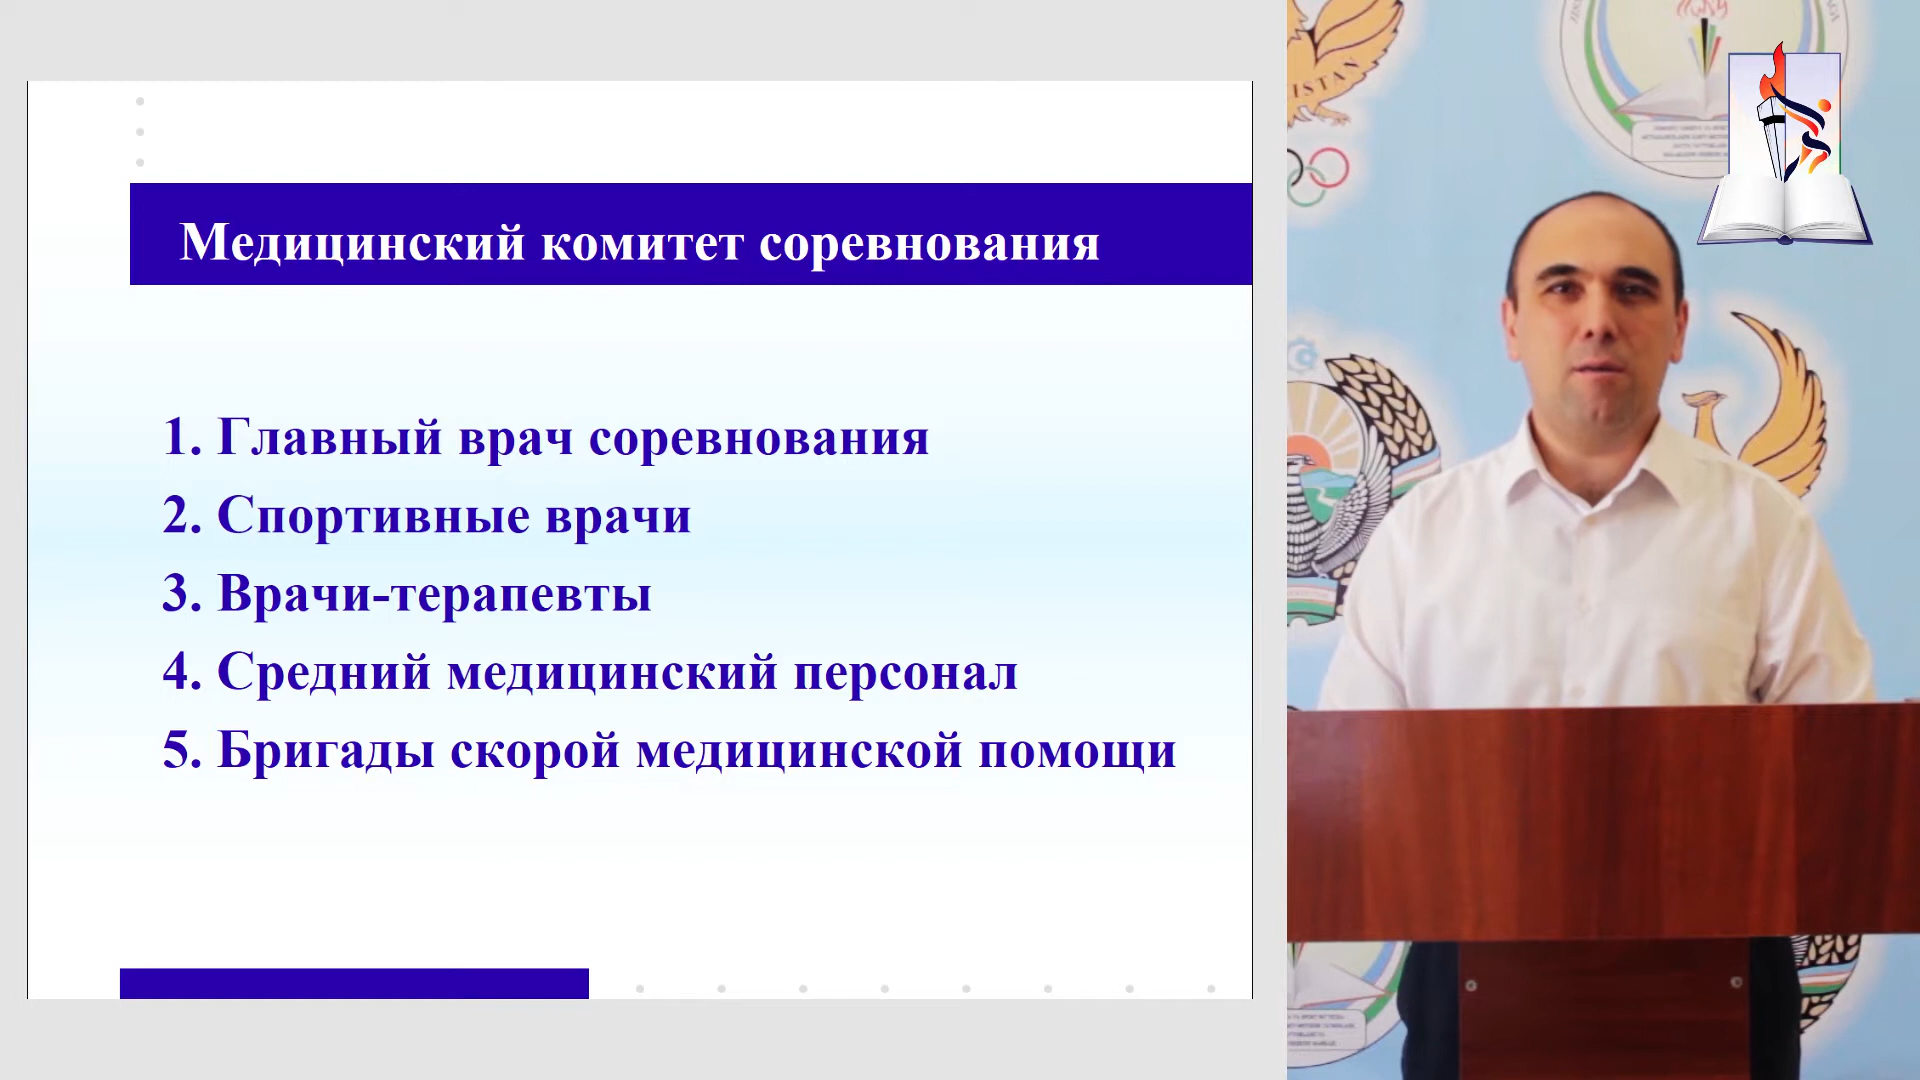 Медицинский комитет соревнования
1. Главный врач соревнования
2. Спортивные врачи
3. Врачи-терапевты
4. Средний медицинский персонал
5. Бригады скорой медицинской помощи
ISTAN